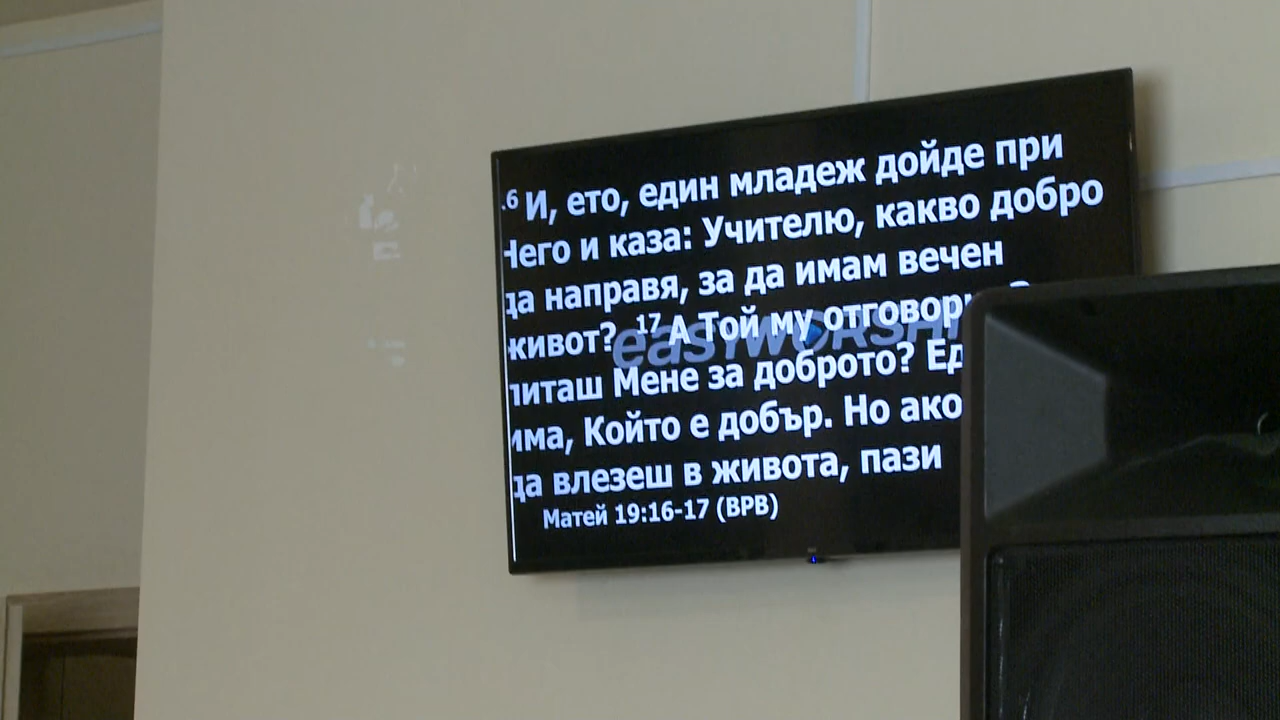 И, ето, един младеж дойде при
Него и каза: Учителю, какво добро
да направя, за да имам вечен
живот? 17 А Той му
питаш Мене за доброто?
има, Който е добър. Но ако
да влезеш в живота, пази
Матей 19:16-17 (ВРВ)